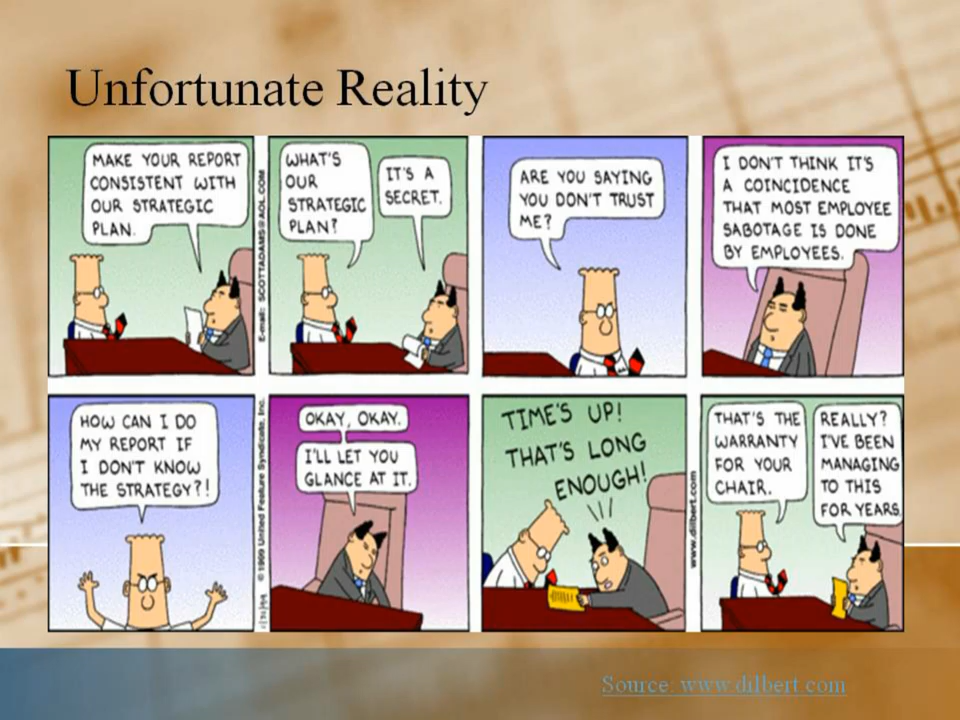 Unfortunate Reality
MAKE YOUR REPORT
CONSISTENT WITH
OUR STRATEGIC
PLAN.
E-mail: SCOTTADAMS@AOL.COM
WHAT'S
OUR
STRATEGIC
PLAN?
IT'S A
SECRET.
ARE YOU SAYING
YOU DON'T TRUST
ME?
I DON'T THINK IT'S
A COINCIDENCE
THAT MOST EMPLOYEE
SABOTAGE IS DONE
BY EMPLOYEES.
HOW CAN I DO
MY REPORT IF
I DON'T KNOW
THE STRATEGY?!
© 1999 United Feature Syndicate, Inc.
OKAY, OKAY.
I'LL LET YOU
GLANCE AT IT.
TIME'S UP!
THAT'S LONG
ENOUGH!
www.dilbert.com
THAT'S THE
WARRANTY
FOR YOUR
CHAIR.
REALLY?
I'VE BEEN
MANAGING
TO THIS
FOR YEARS.
Source: www.dilbert.com